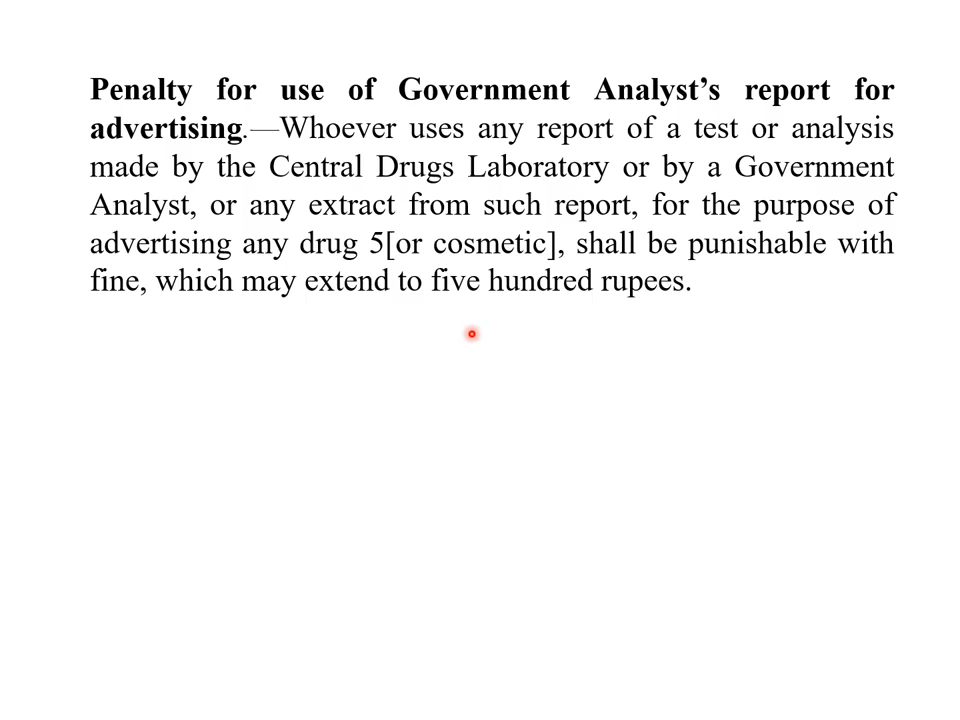 Penalty for use of Government Analyst’s report for
advertising.—Whoever uses any report of a test or analysis
made by the Central Drugs Laboratory or by a Government
Analyst, or any extract from such report, for the purpose of
advertising any drug 5[or cosmetic], shall be punishable with
fine, which may extend to five hundred rupees.